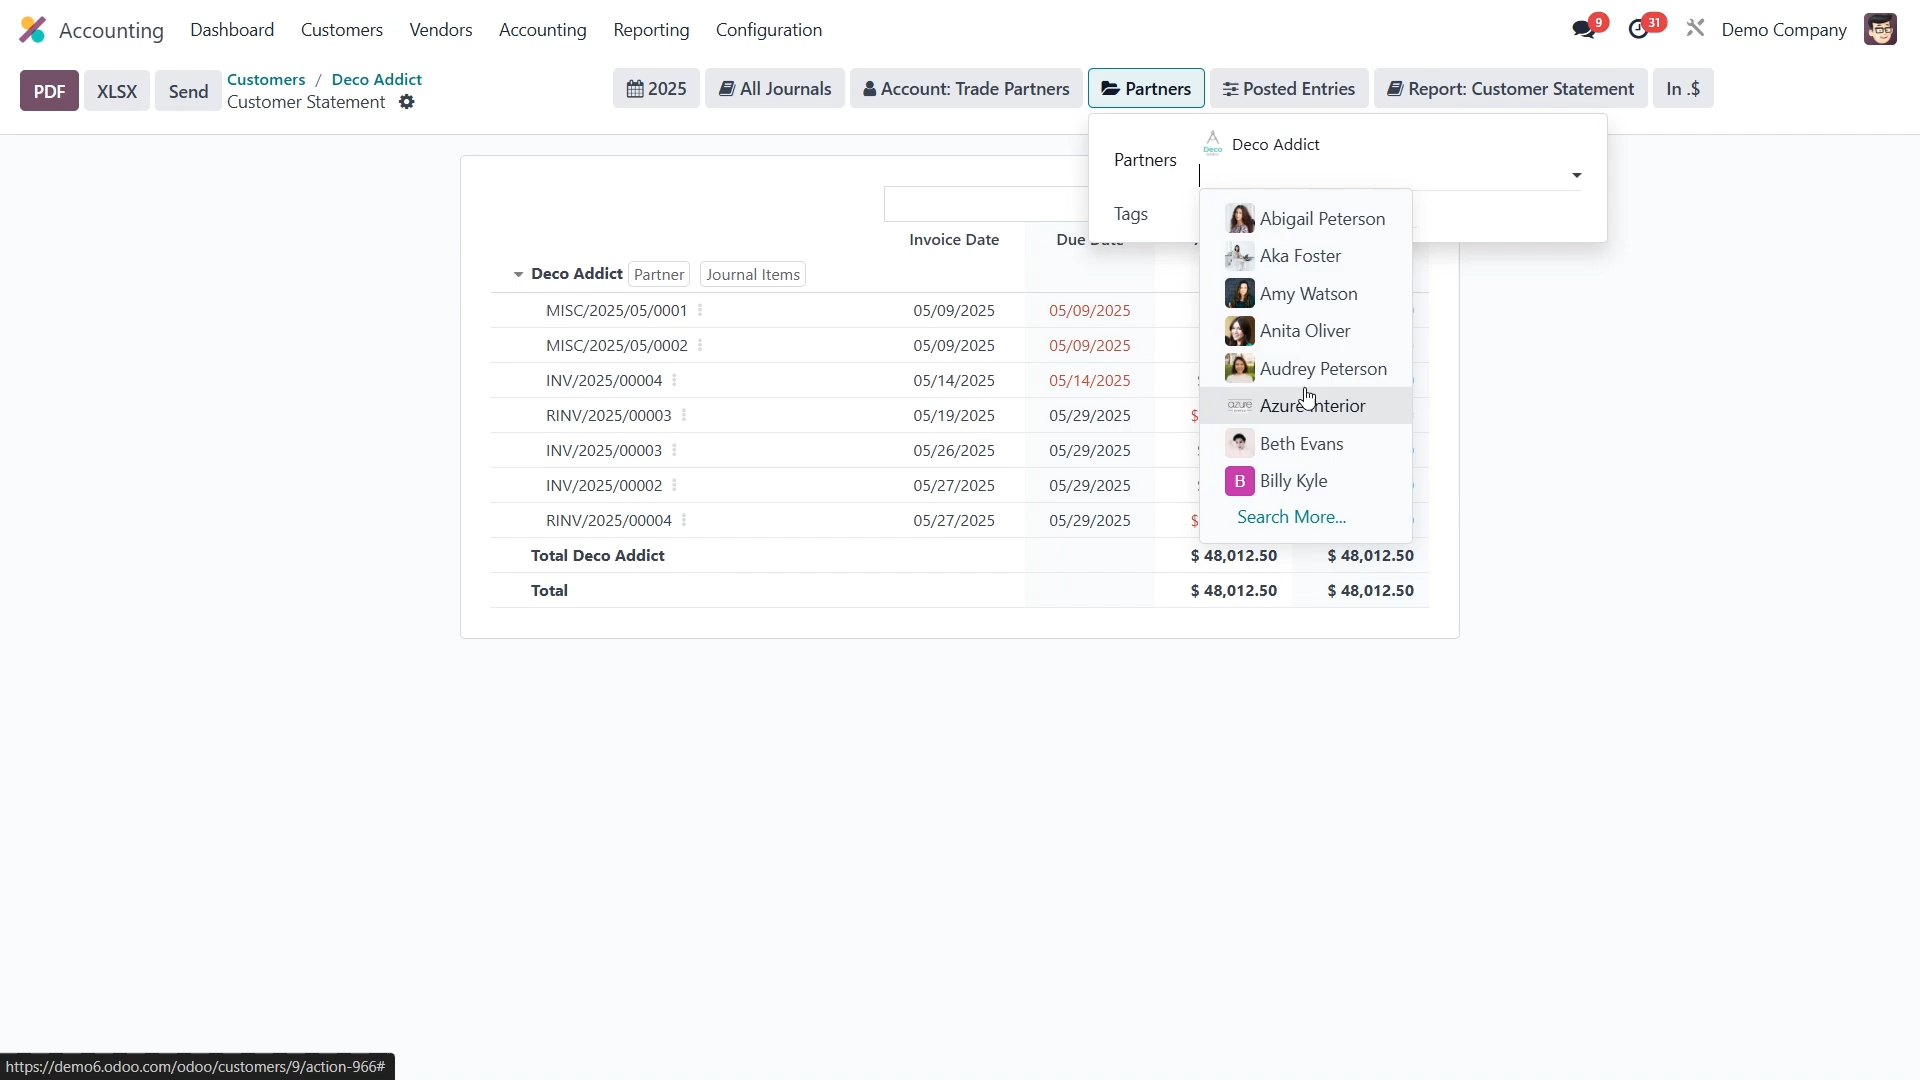 Accounting Dashboard Customers Vendors Accounting Reporting Configuration 9 31 Demo Company
PDF XLSX Send Customers / Deco Addict
Customer Statement
2025 All Journals Account: Trade Partners Partners Posted Entries Report: Customer Statement In .$
Partners Deco Addict
Tags
Abigail Peterson
Aka Foster
Amy Watson
Anita Oliver
Audrey Peterson
azure Azure Interior
Beth Evans
B Billy Kyle
Search More...
Invoice Date Due Date
Deco Addict Partner Journal Items
MISC/2025/05/0001 05/09/2025 05/09/2025
MISC/2025/05/0002 05/09/2025 05/09/2025
INV/2025/00004 05/14/2025 05/14/2025
RINV/2025/00003 05/19/2025 05/29/2025 $
INV/2025/00003 05/26/2025 05/29/2025
INV/2025/00002 05/27/2025 05/29/2025
RINV/2025/00004 05/27/2025 05/29/2025 $
Total Deco Addict $ 48,012.50 $ 48,012.50
Total $ 48,012.50 $ 48,012.50
https://demo6.odoo.com/odoo/customers/9/action-966#